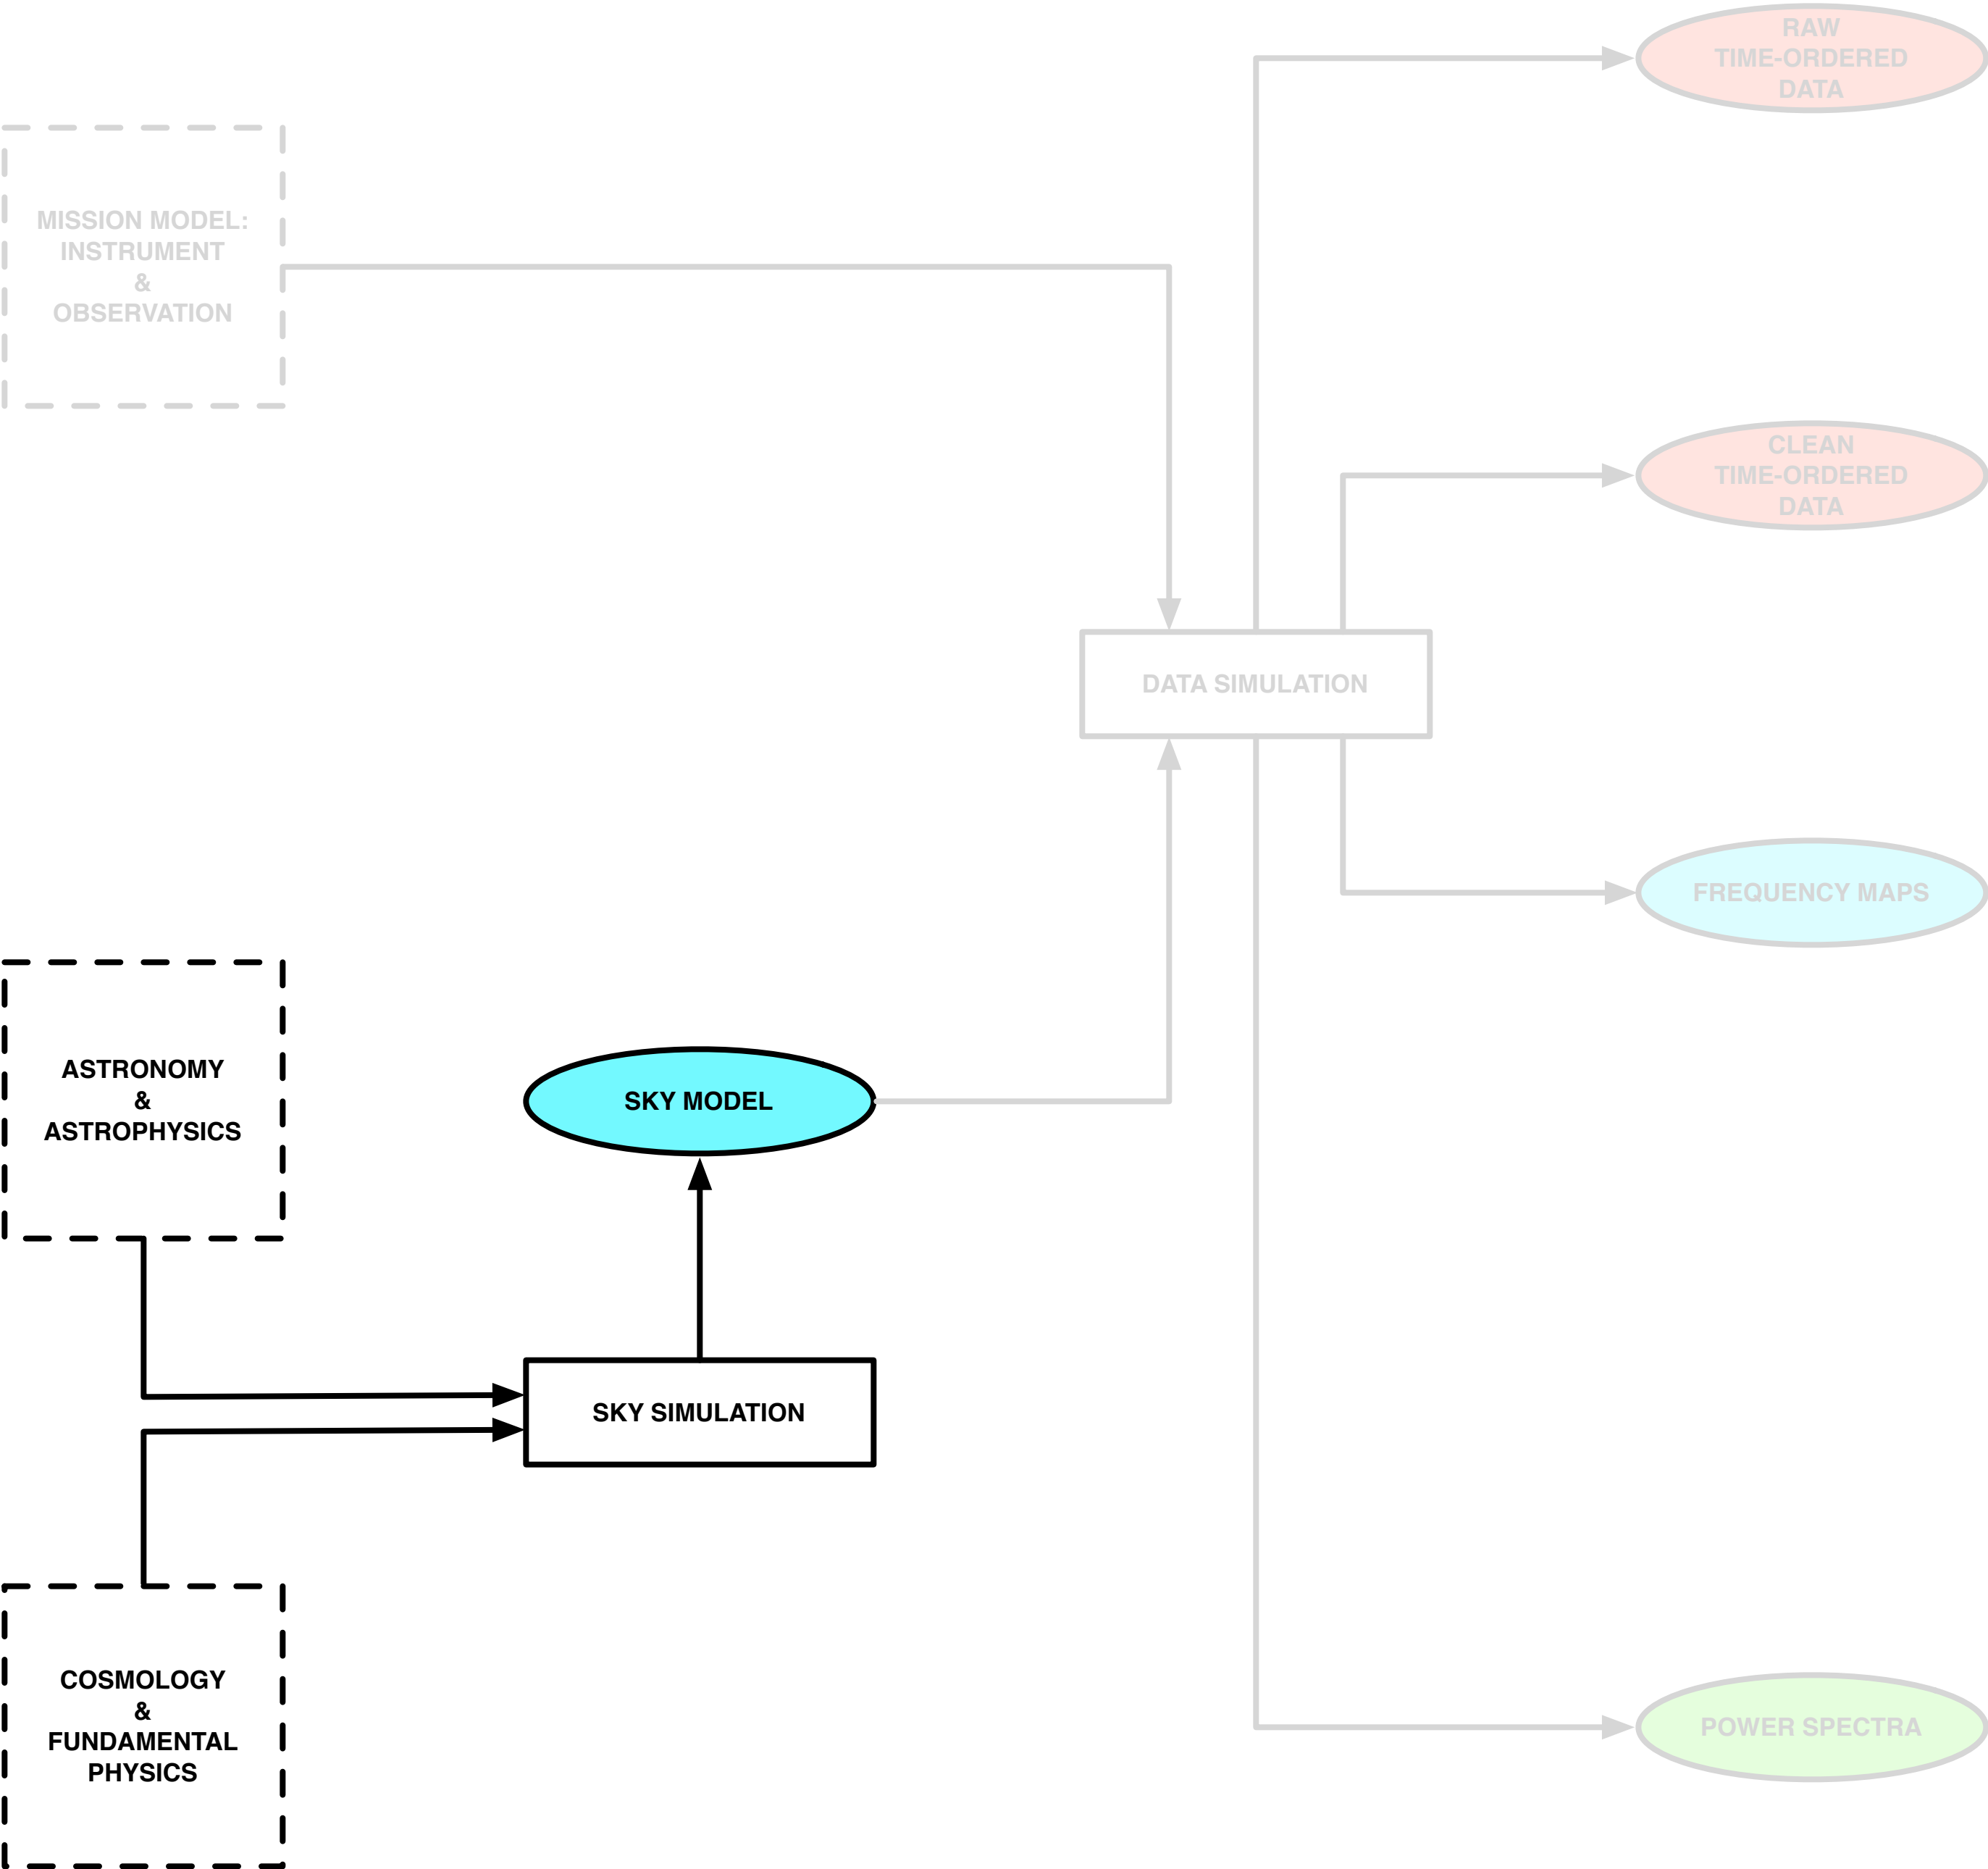 RAW
TIME-ORDERED
DATA
MISSION MODEL:
INSTRUMENT
&
OBSERVATION
CLEAN
TIME-ORDERED
DATA
DATA SIMULATION
FREQUENCY MAPS
ASTRONOMY
&
ASTROPHYSICS
SKY MODEL
SKY SIMULATION
COSMOLOGY
&
FUNDAMENTAL
PHYSICS
POWER SPECTRA